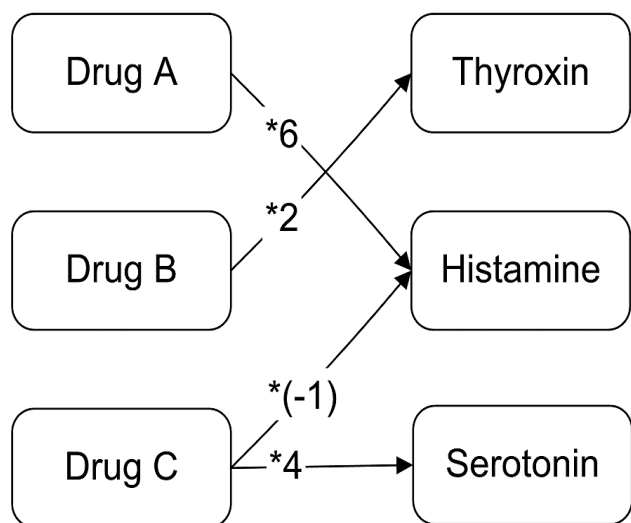 Drug A
Thyroxin
*6
*2
Drug B
Histamine
*(-1)
Drug C
*4
Serotonin